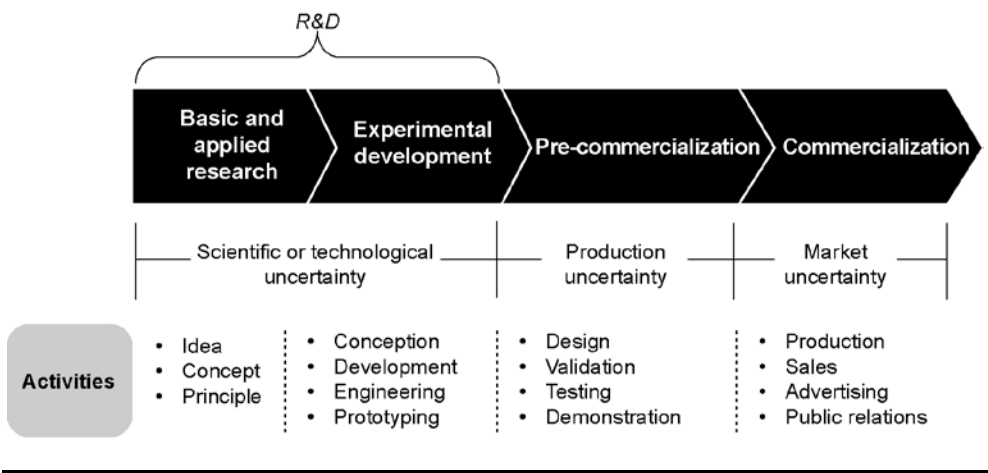 R&D
Basic and
applied
research
Experimental
development
Pre-commercialization
Commercialization
Scientific or technological
uncertainty
Production
uncertainty
Market
uncertainty
Activities
• Idea
• Concept
• Principle
• Conception
• Development
• Engineering
• Prototyping
• Design
• Validation
• Testing
• Demonstration
• Production
• Sales
• Advertising
• Public relations